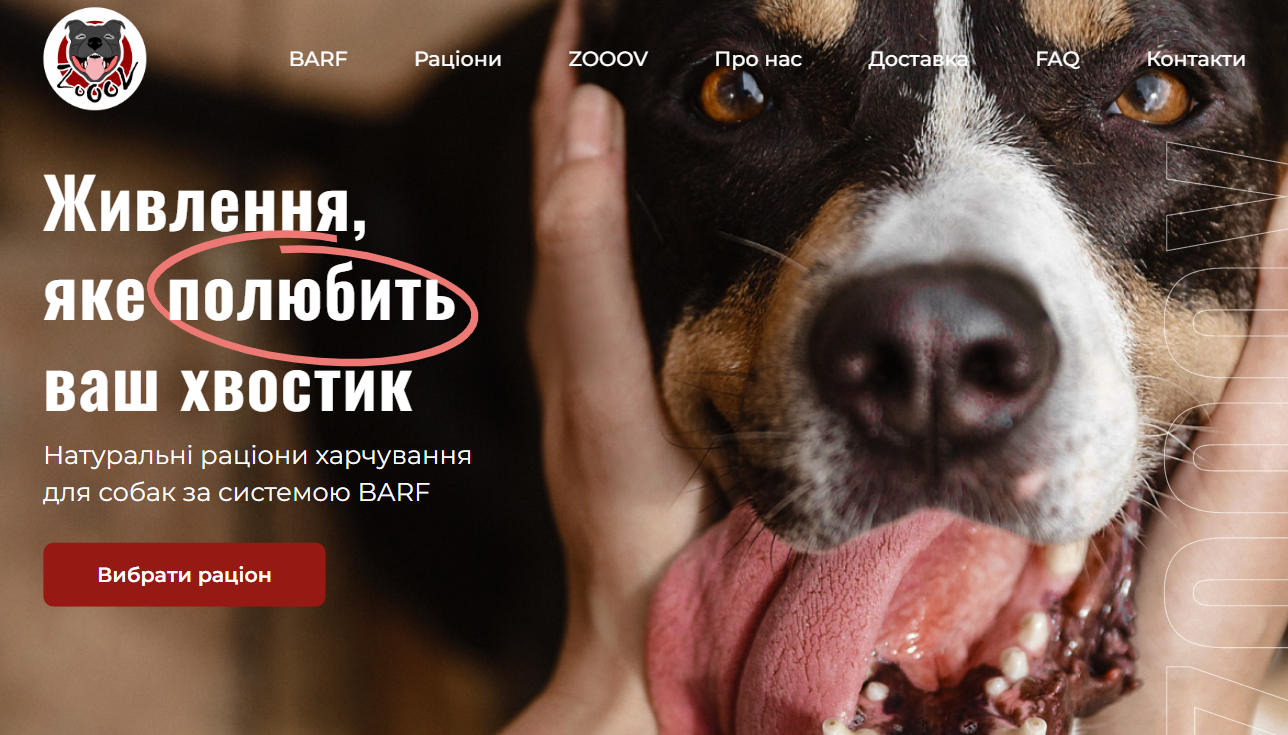 ZOOOV
BARF Раціони ZOOOV Про нас Доставка FAQ Контакти
Живлення,
яке полюбить
ваш хвостик
Натуральні раціони харчування
для собак за системою BARF
Вибрати раціон
ZOOOV